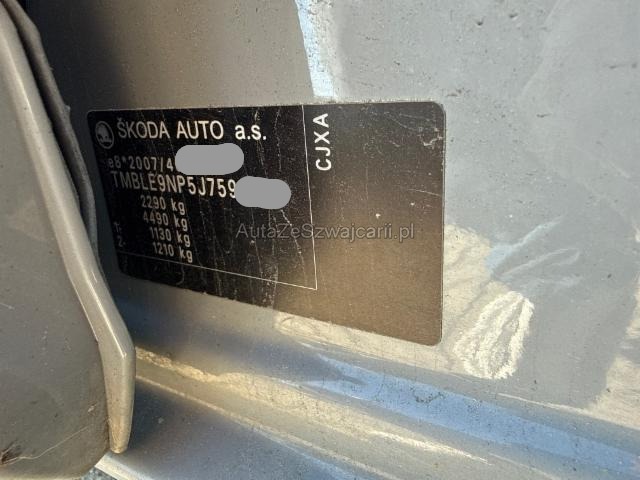 ŠKODA AUTO a.s.
e8*2007/4
TMBLE9NP5J759
2290 kg
4490 kg
1: 1130 kg
2: 1210 kg
CJXA
AutaZeSzwajcarii.pl